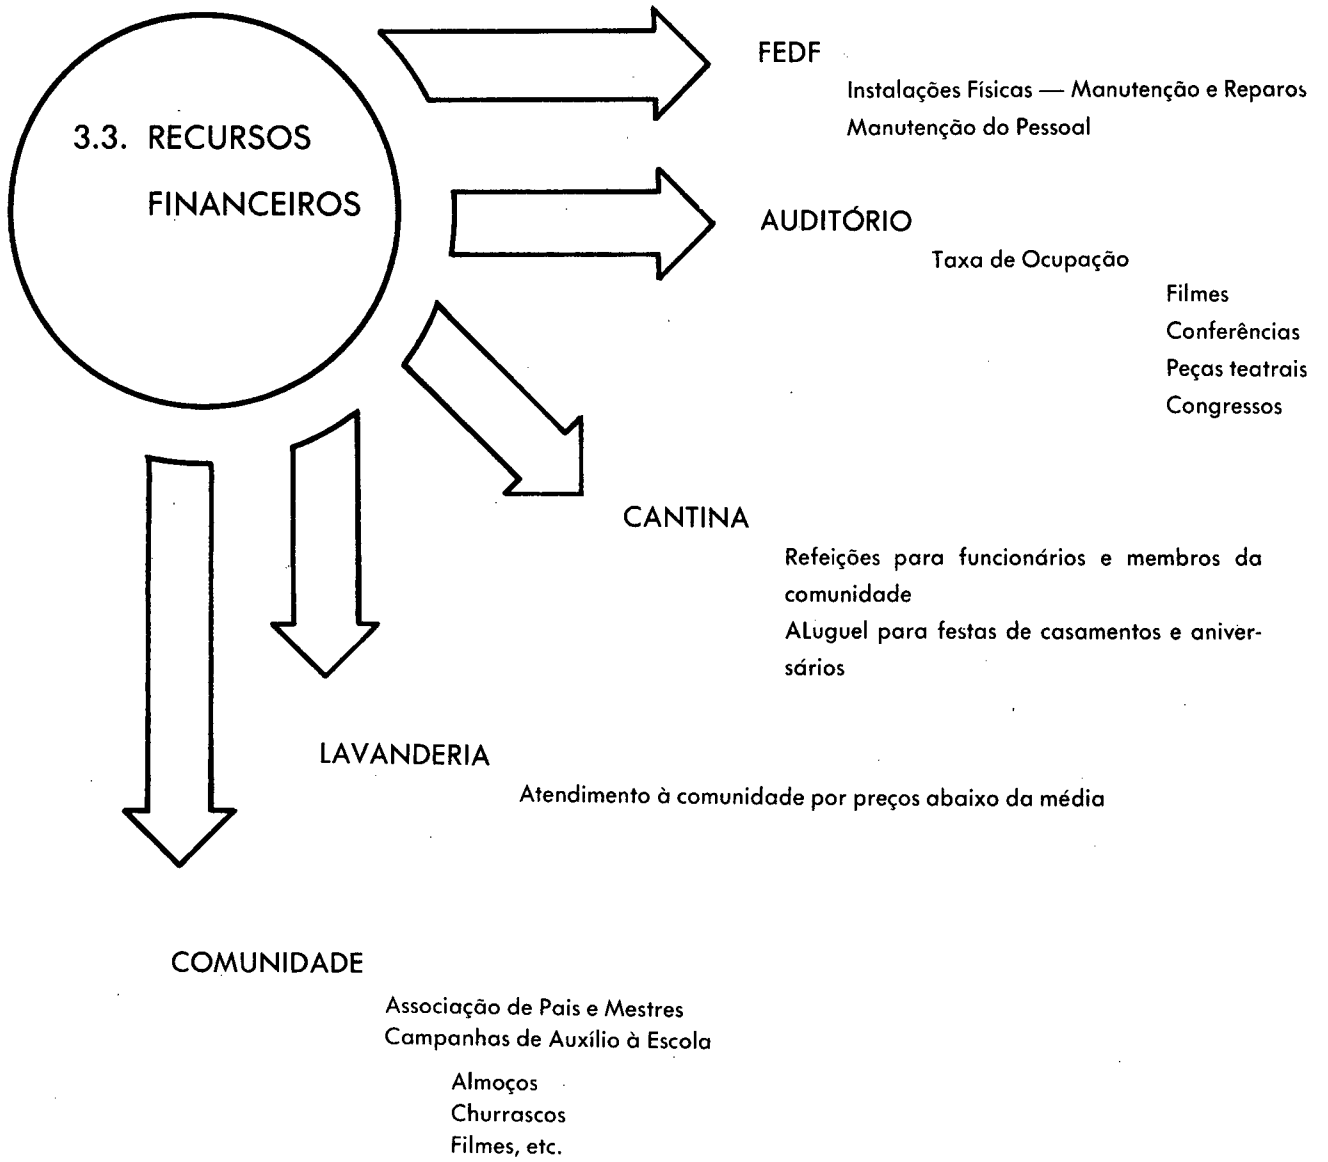 3.3. RECURSOS
FINANCEIROS
FEDF
Instalações Físicas — Manutenção e Reparos
Manutenção do Pessoal
AUDITÓRIO
Taxa de Ocupação
Filmes
Conferências
Peças teatrais
Congressos
CANTINA
Refeições para funcionários e membros da
comunidade
ALuguel para festas de casamentos e aniver-
sários
LAVANDERIA
Atendimento à comunidade por preços abaixo da média
COMUNIDADE
Associação de Pais e Mestres
Campanhas de Auxílio à Escola
Almoços
Churrascos
Filmes, etc.